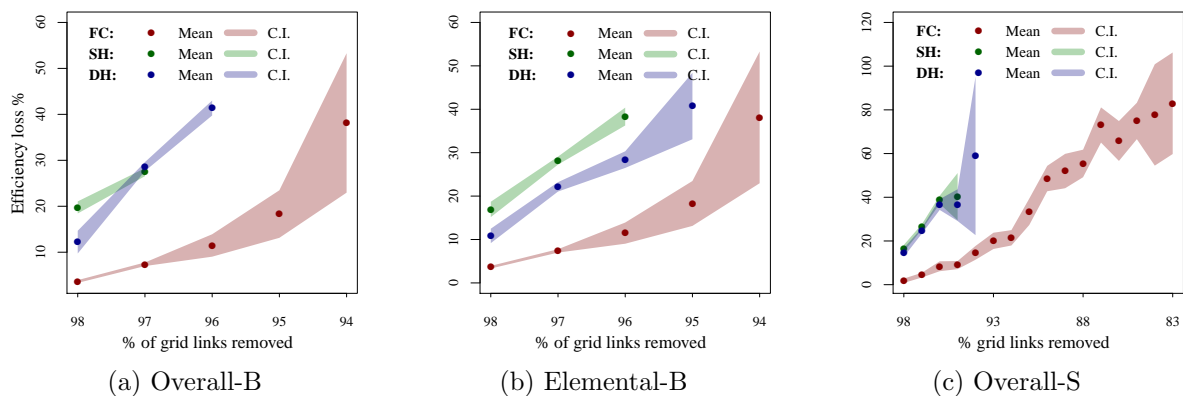 60
50
40
30
20
10
Efficiency loss %
FC: Mean C.I.
SH: Mean C.I.
DH: Mean C.I.
98 97 96 95 94
% of grid links removed
(a) Overall-B
60
50
40
30
20
10
0
FC: Mean C.I.
SH: Mean C.I.
DH: Mean C.I.
98 97 96 95 94
% of grid links removed
(b) Elemental-B
120
100
80
60
40
20
0
FC: Mean C.I.
SH: Mean C.I.
DH: Mean C.I.
98 93 88 83
% grid links removed
(c) Overall-S